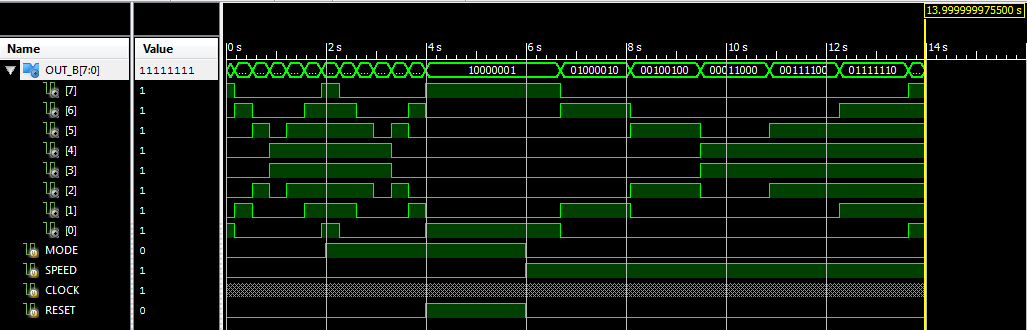 13.999999975500 s
Name Value 0 s 2 s 4 s 6 s 8 s 10 s 12 s 14 s
OUT_B[7:0] 11111111 ... ... ... ... ... ... ... ... ... ... ... 10000001 01000010 00100100 00011000 00111100 01111110 ...
[7] 1
[6] 1
[5] 1
[4] 1
[3] 1
[2] 1
[1] 1
[0] 1
MODE 0
SPEED 1
CLOCK 1
RESET 0